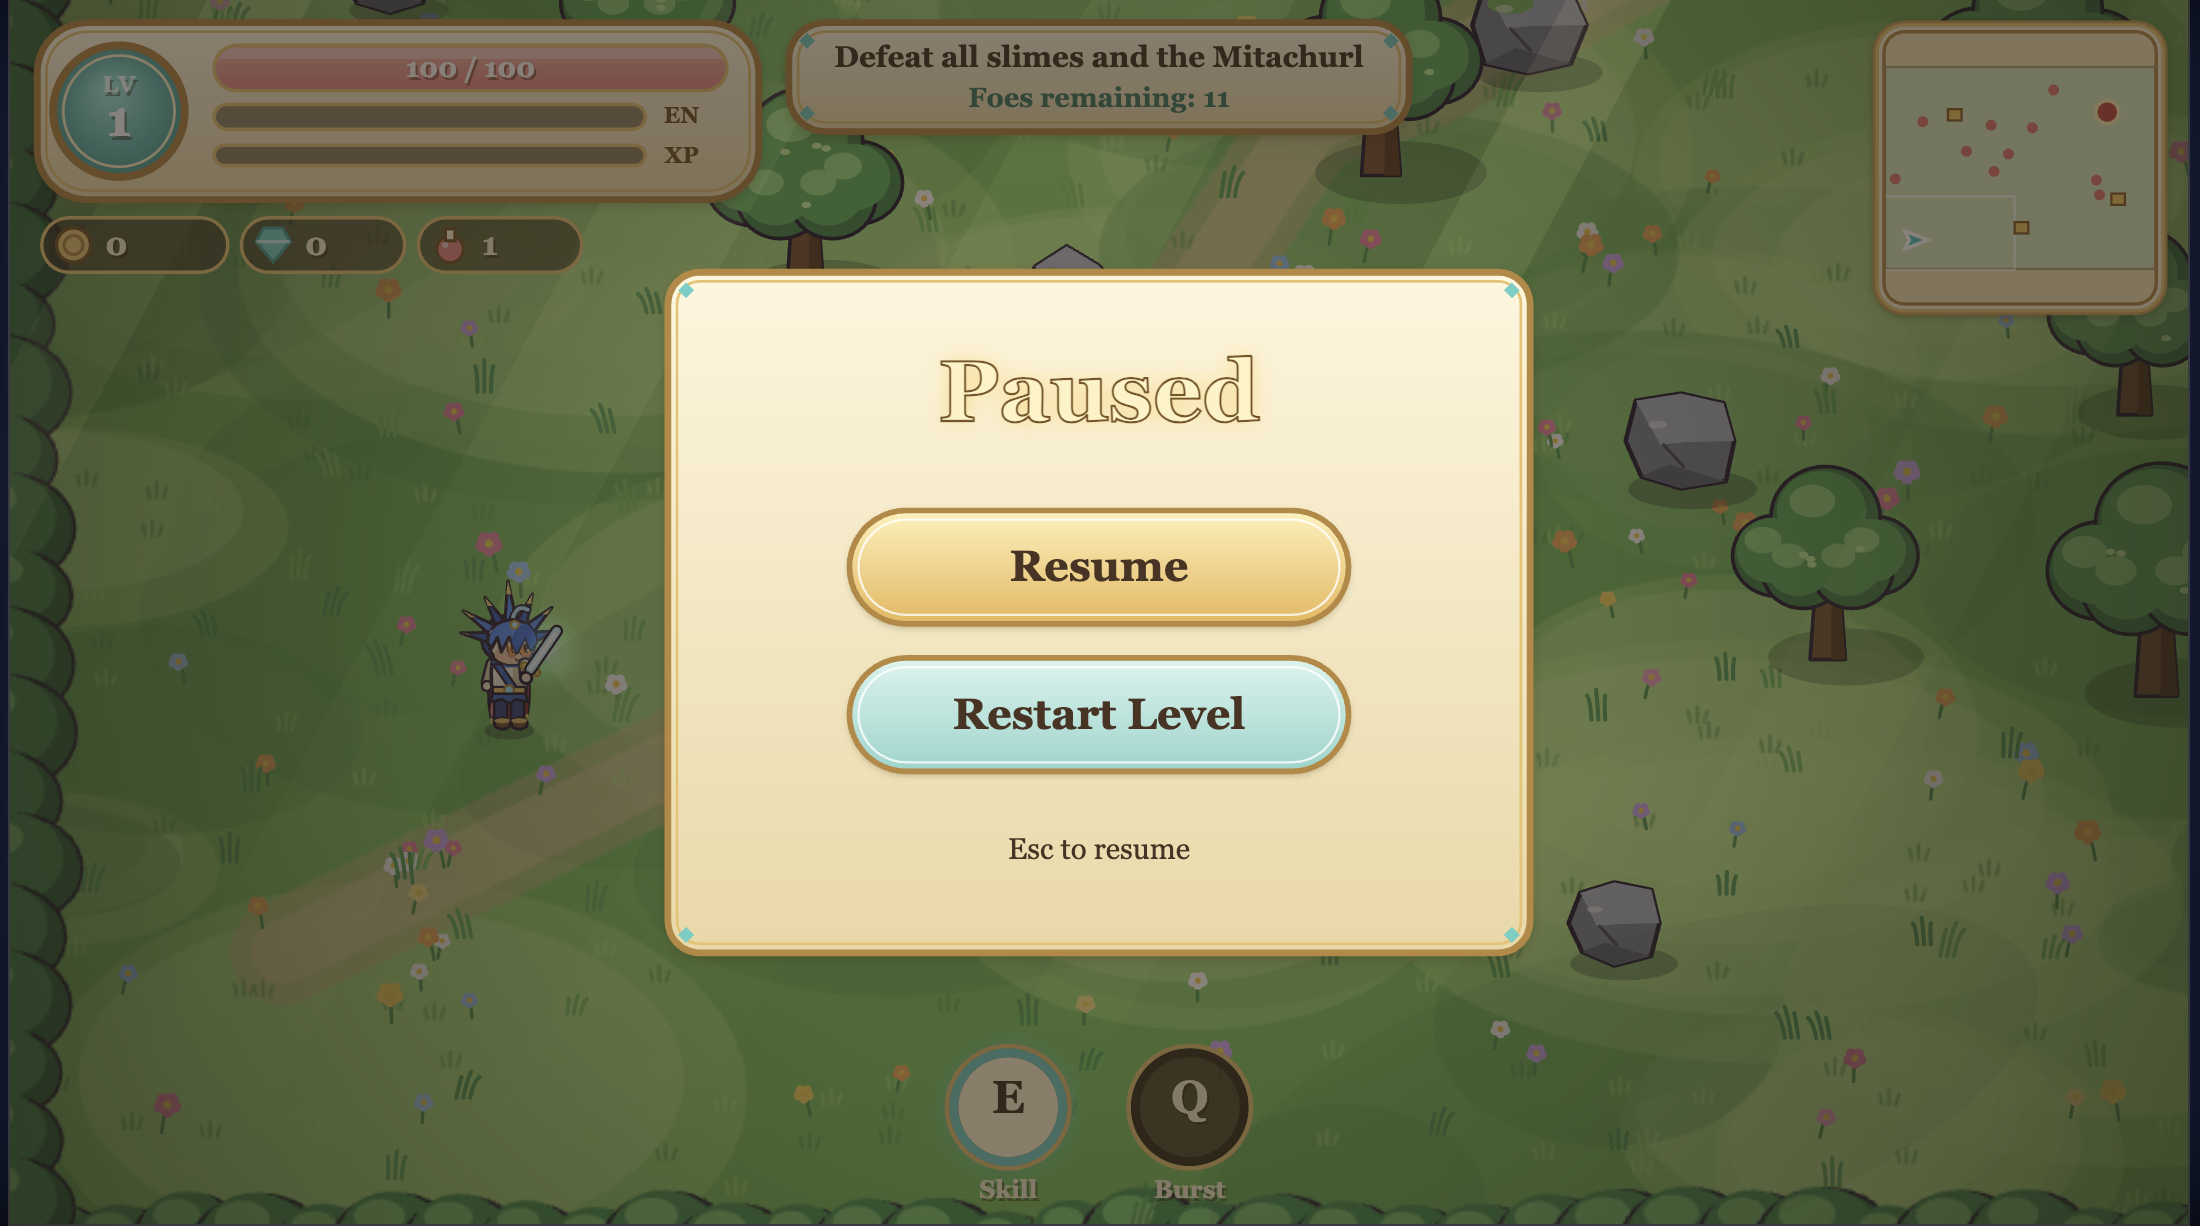 LV
1
100 / 100
EN
XP
0
0
1
Defeat all slimes and the Mitachurl
Foes remaining: 11
Paused
Resume
Restart Level
Esc to resume
E
Skill
Q
Burst